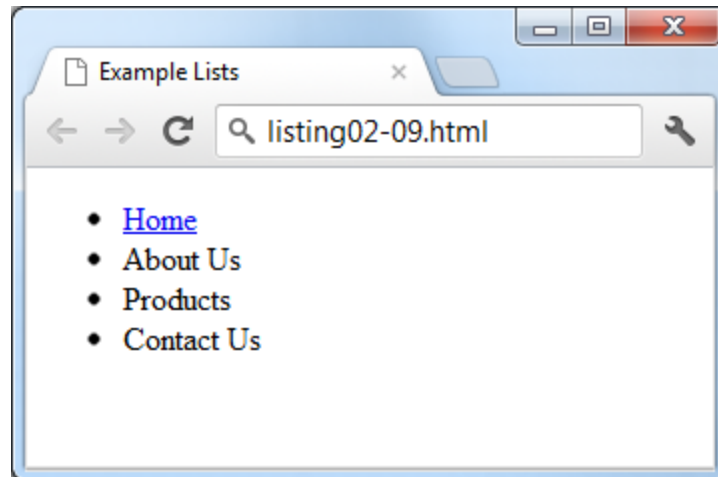 Example Lists
listing02-09.html
Home
About Us
Products
Contact Us